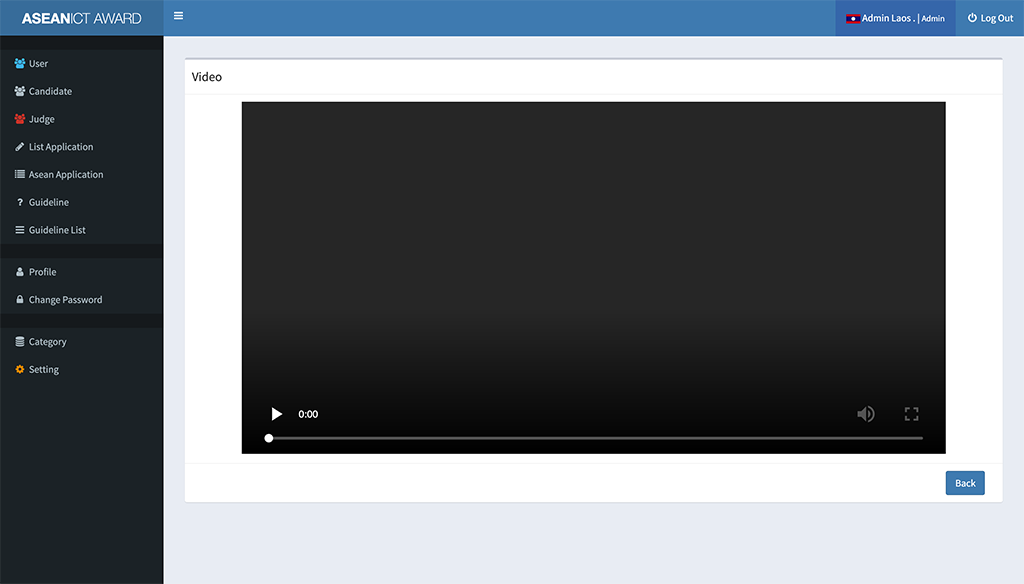 ASEANICT AWARD
Admin Laos . | Admin
Log Out
User
Candidate
Judge
List Application
Asean Application
? Guideline
Guideline List
Profile
Change Password
Category
Setting
Video
0:00
Back